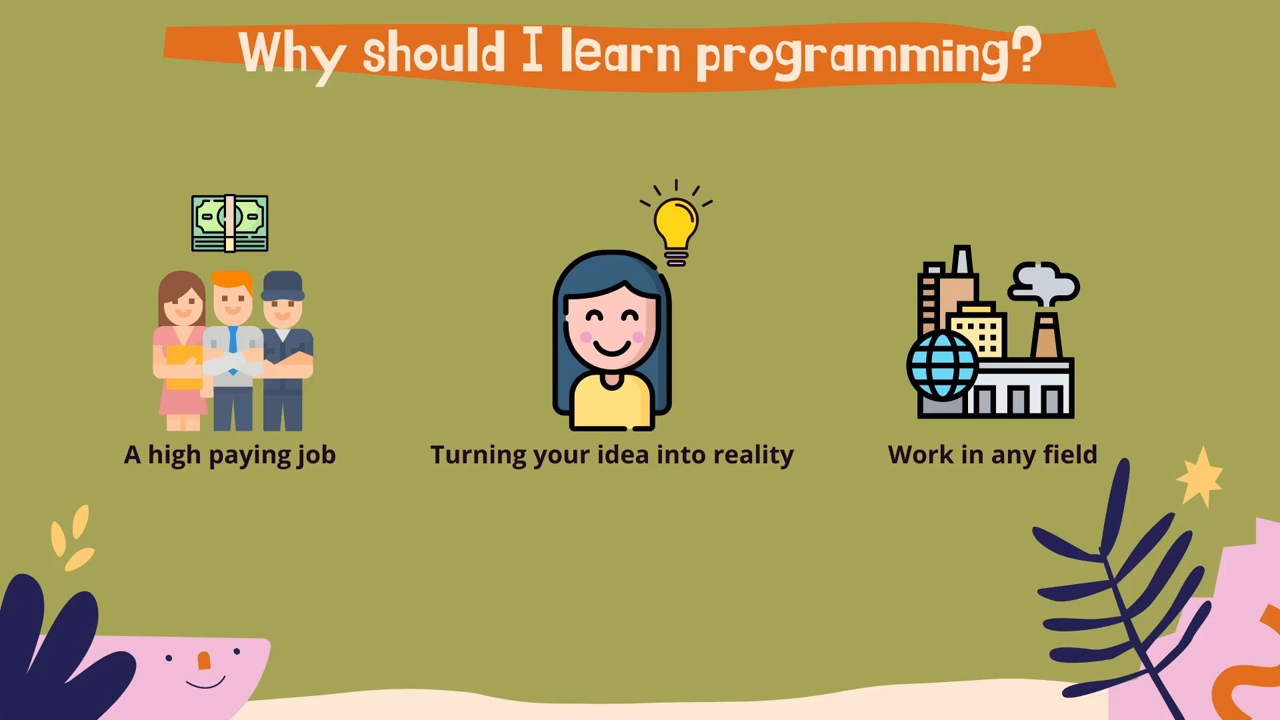 Why should I learn programming?
A high paying job
Turning your idea into reality
Work in any field